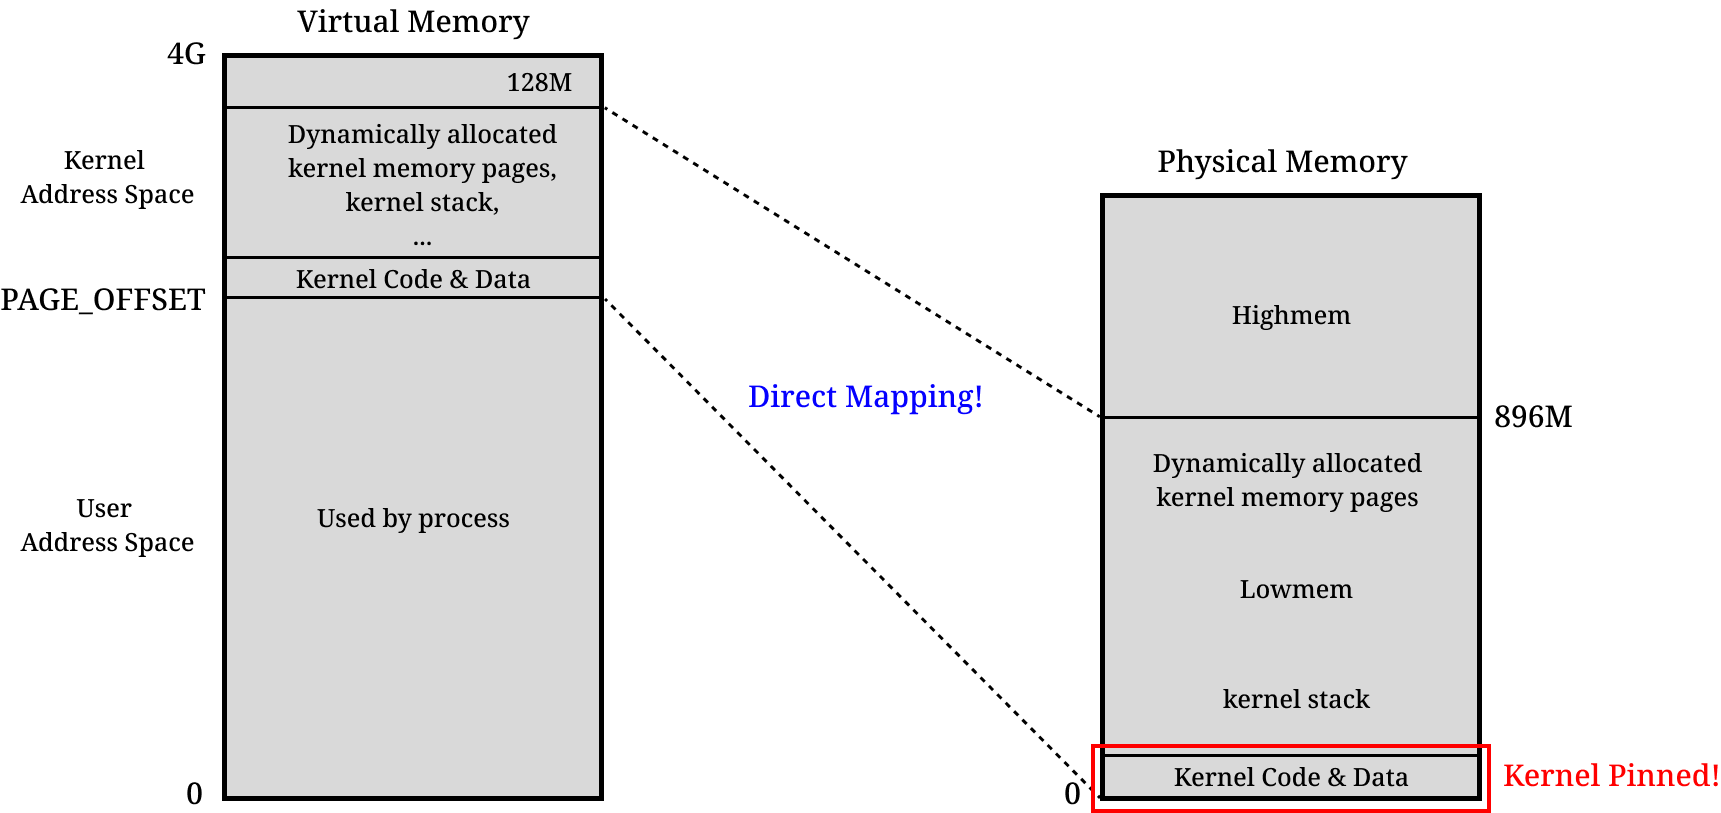 Virtual Memory
4G
128M
Kernel
Address Space
Dynamically allocated
kernel memory pages,
kernel stack,
...
Kernel Code & Data
PAGE_OFFSET
User
Address Space
Used by process
0
Direct Mapping!
Physical Memory
Highmem
896M
Dynamically allocated
kernel memory pages
Lowmem
kernel stack
Kernel Code & Data
0
Kernel Pinned!